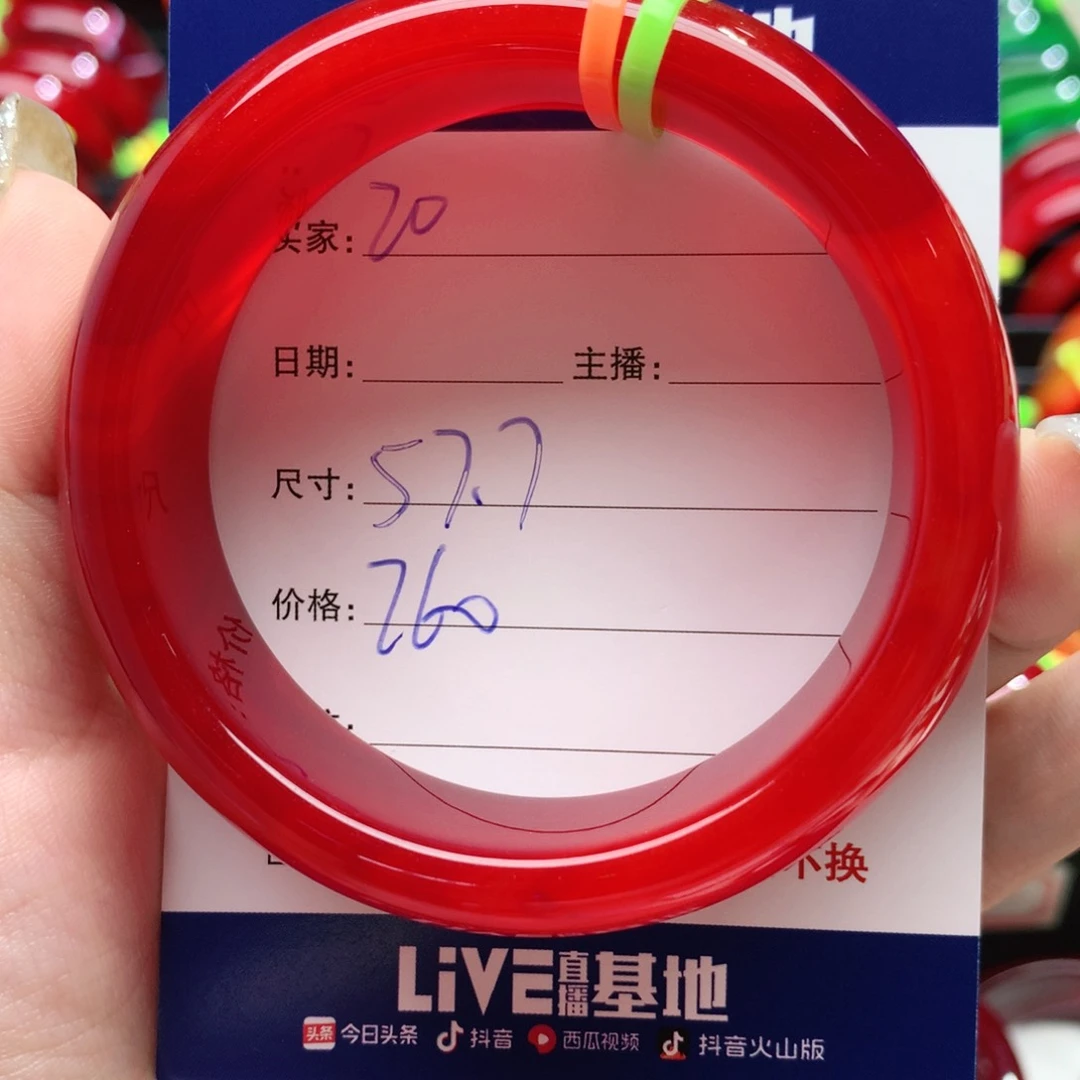 买家: 20
日期: 主播:
尺寸: 57.7
价格: 260
不换
LiVE直播基地
头条 今日头条 抖音 西瓜视频 抖音火山版